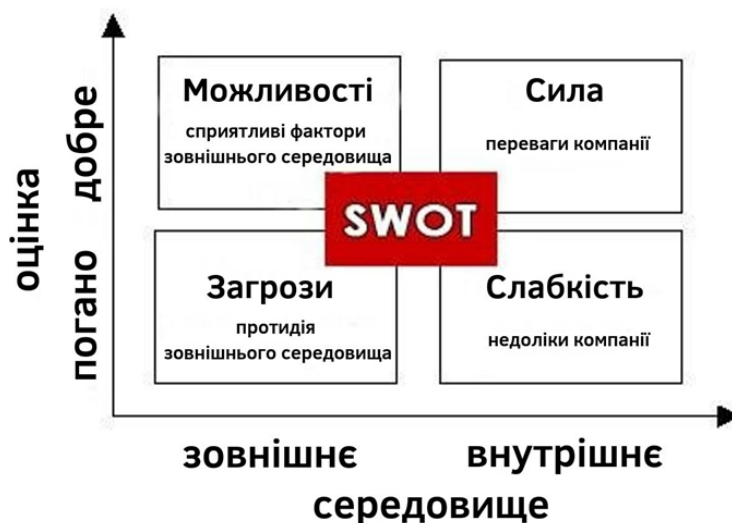 оцінка
добре
погано
Можливості
сприятливі фактори
зовнішнього середовища
Сила
переваги компанії
SWOT
Загрози
протидія
зовнішнього середовища
Слабкість
недоліки компанії
зовнішнє
внутрішнє
середовище